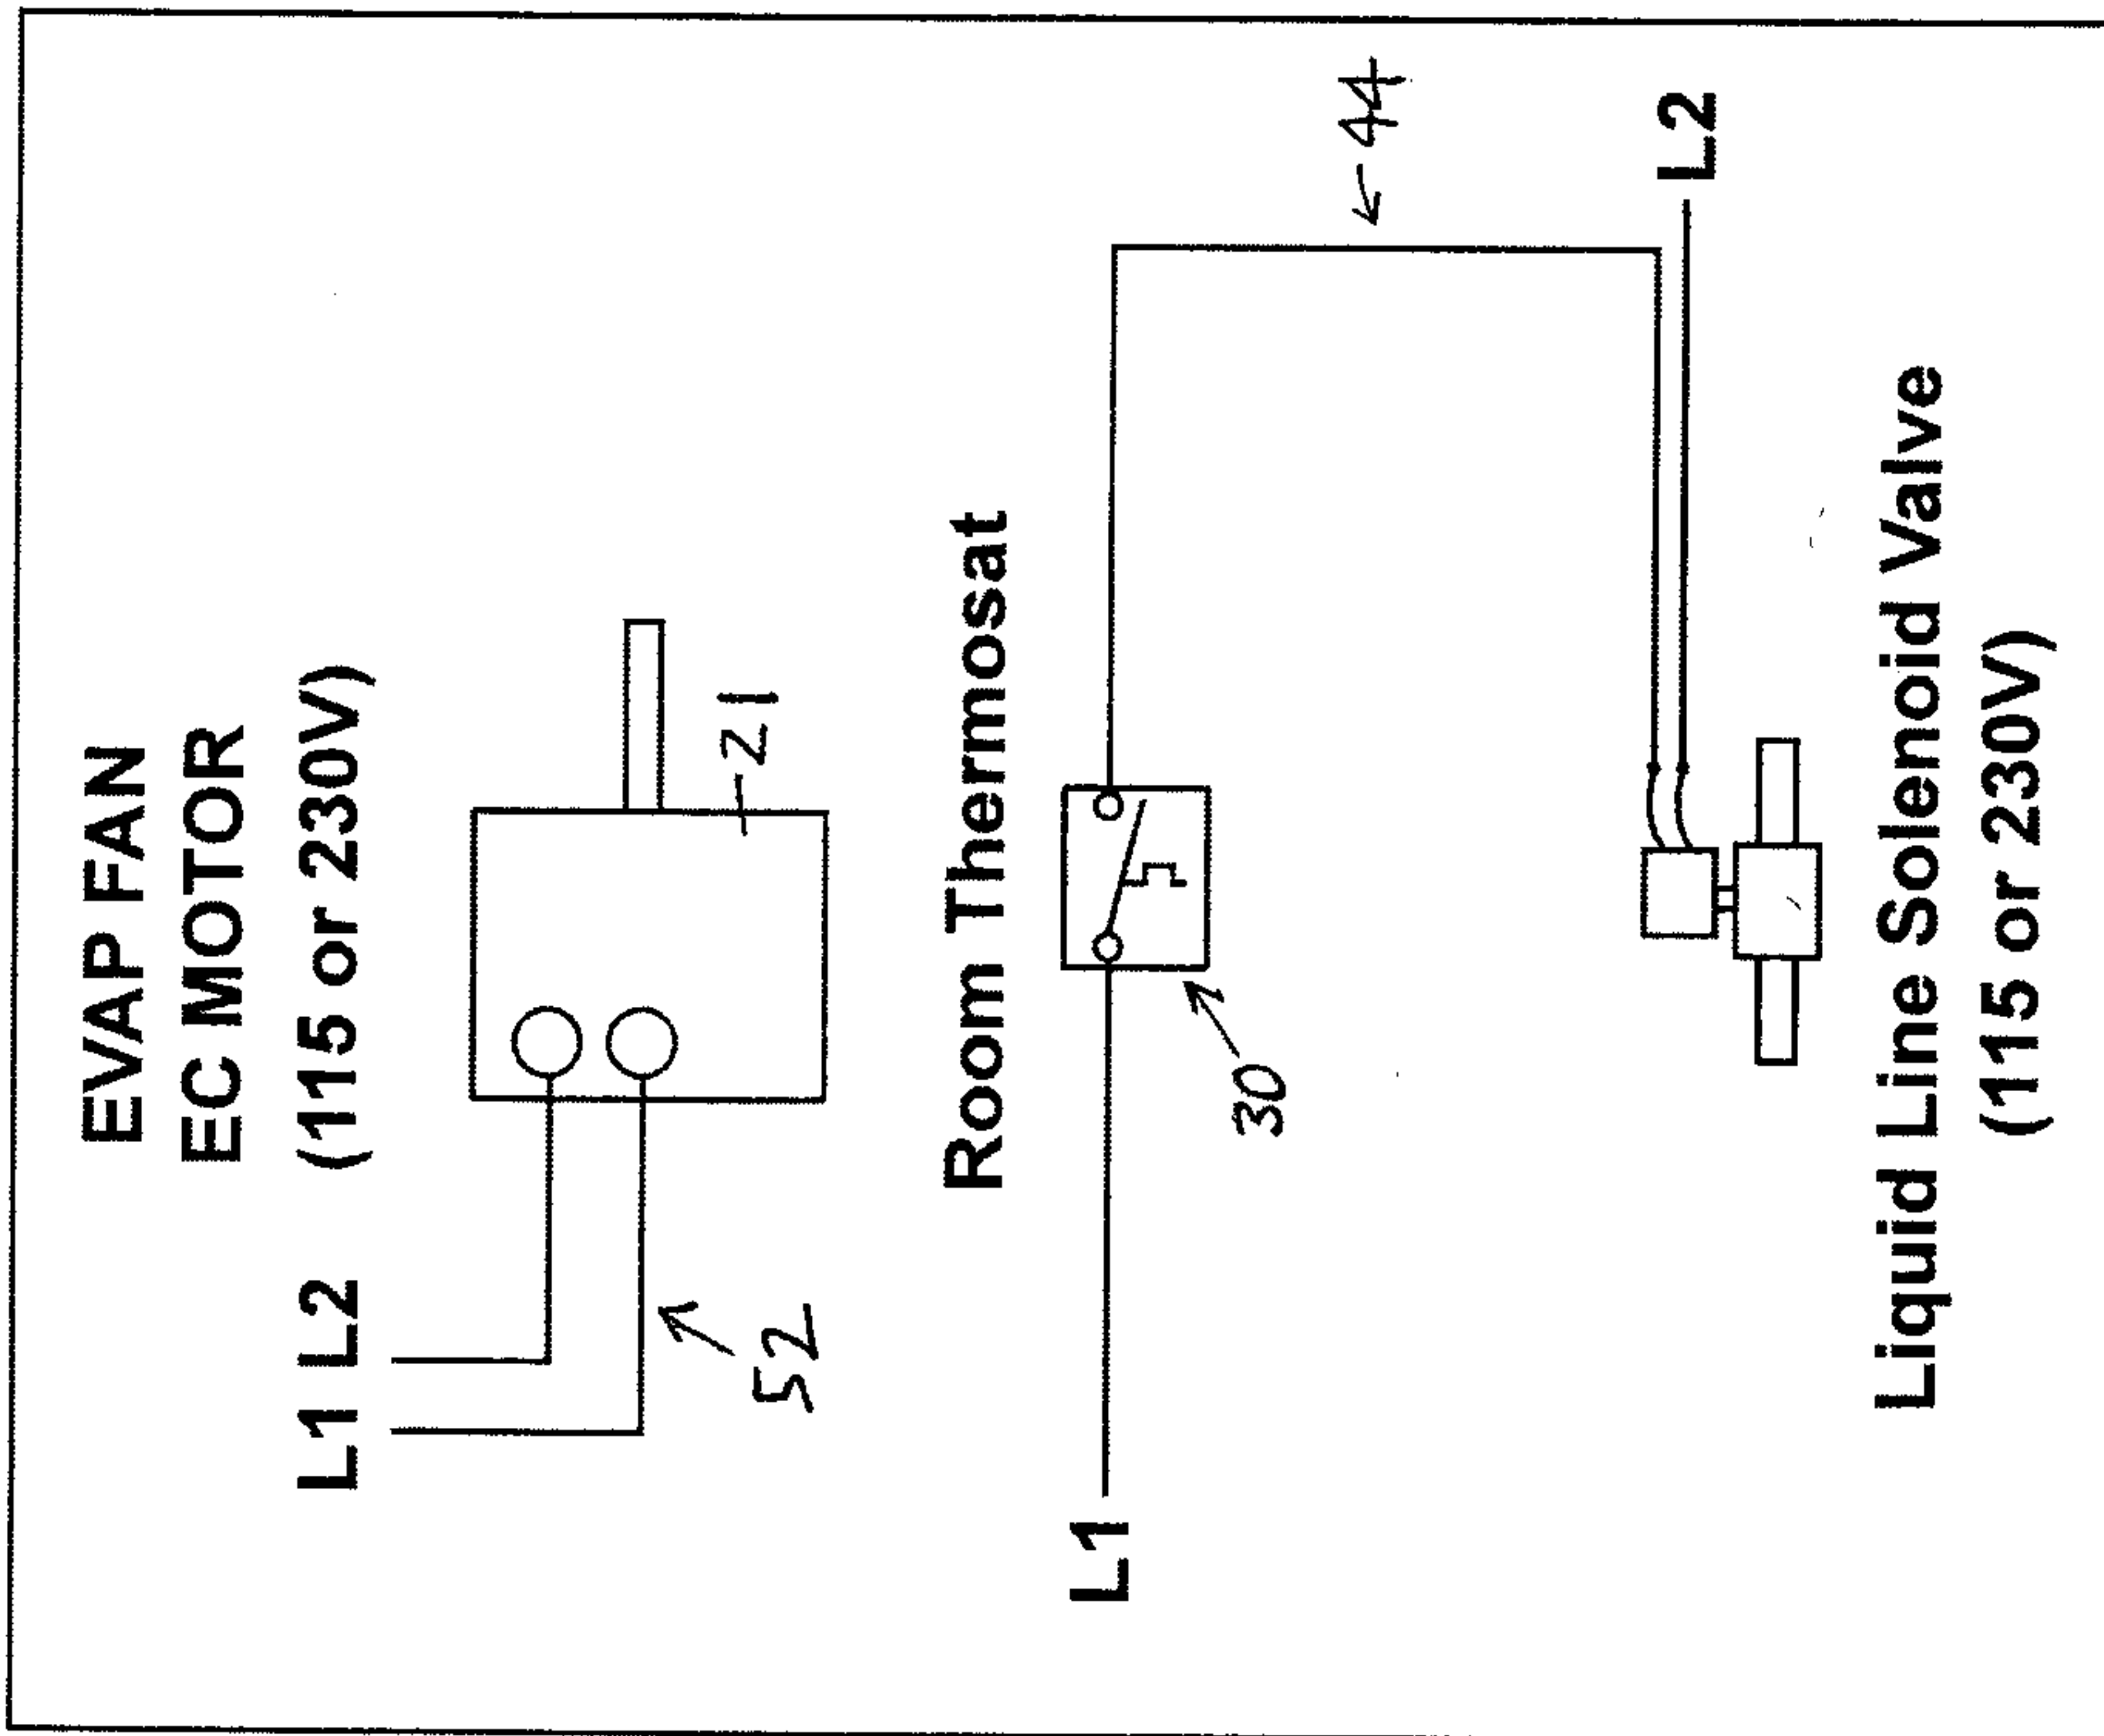 EVAP FAN
EC MOTOR
L1 L2 (115 or 230V)
21
52
Room Thermosat
L1
30
44
L2
Liquid Line Solenoid Valve
(115 or 230V)